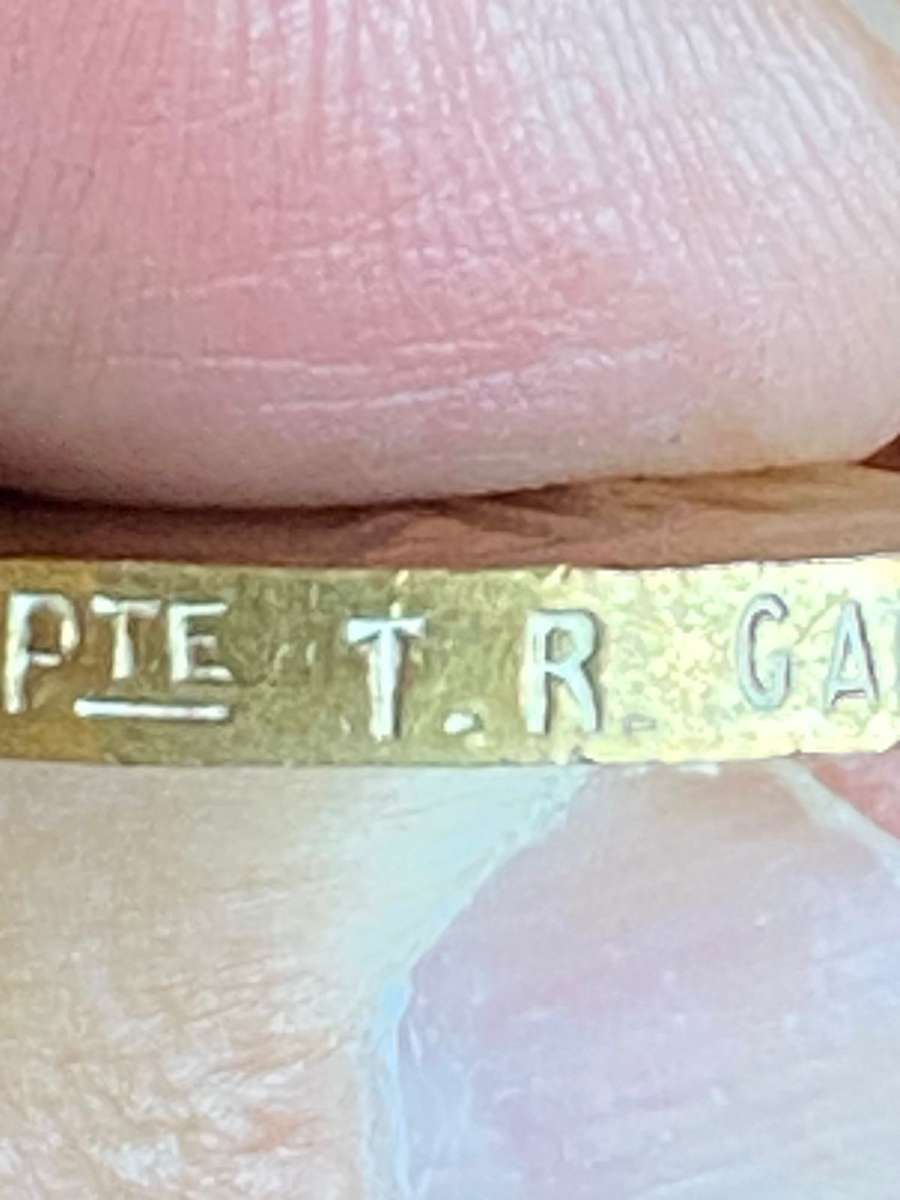 PTE T. R. GA